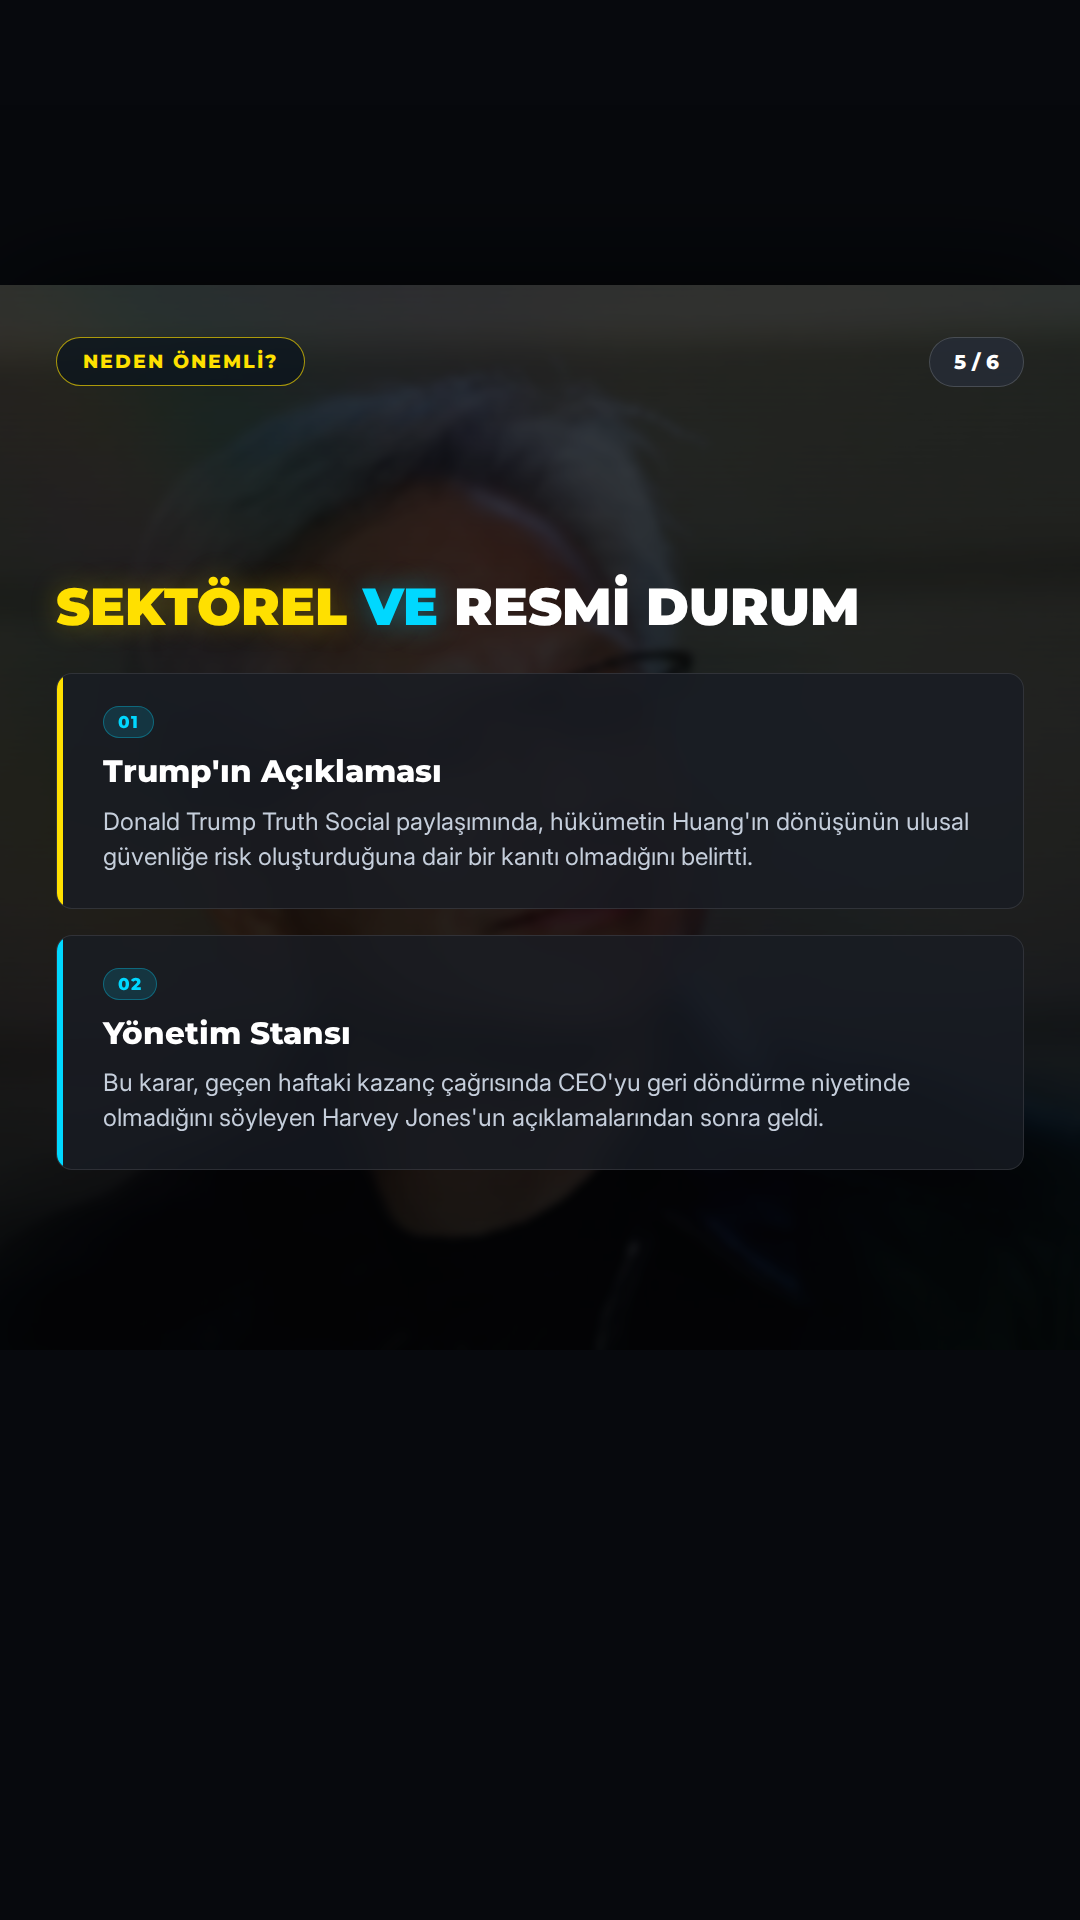 NEDEN ÖNEMLİ?
5 / 6
SEKTÖREL VE RESMİ DURUM
01
Trump'ın Açıklaması
Donald Trump Truth Social paylaşımında, hükümetin Huang'ın dönüşünün ulusal
güvenliğe risk oluşturduğuna dair bir kanıtı olmadığını belirtti.
02
Yönetim Stansı
Bu karar, geçen haftaki kazanç çağrısında CEO'yu geri döndürme niyetinde
olmadığını söyleyen Harvey Jones'un açıklamalarından sonra geldi.